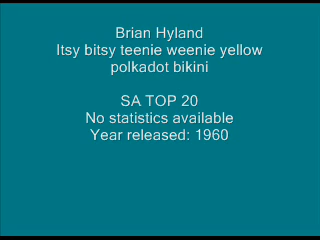 Brian Hyland
Itsy bitsy teenie weenie yellow
polkadot bikini
SA TOP 20
No statistics available
Year released: 1960